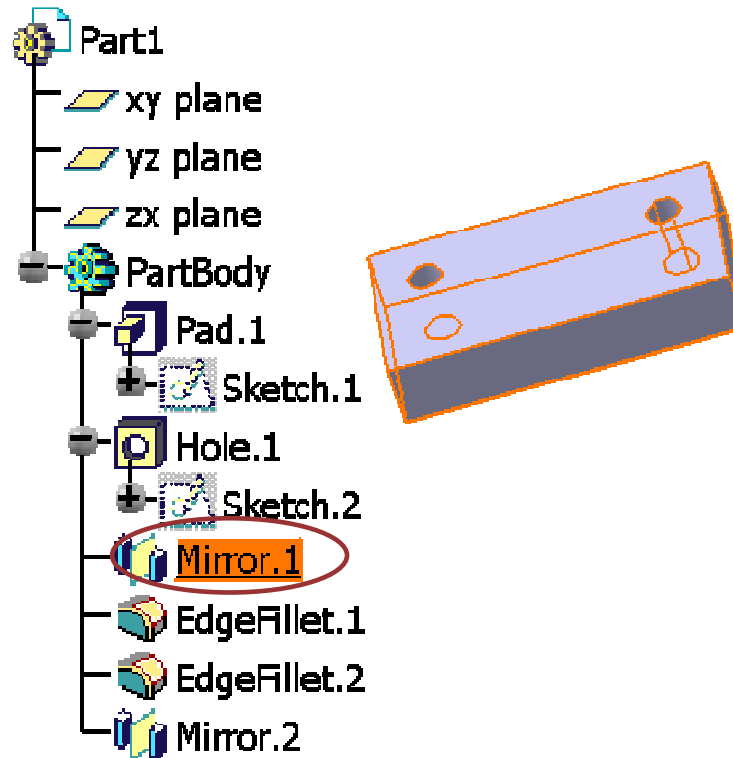 Part1
xy plane
yz plane
zx plane
PartBody
Pad.1
Sketch.1
Hole.1
Sketch.2
Mirror.1
EdgeFillet.1
EdgeFillet.2
Mirror.2